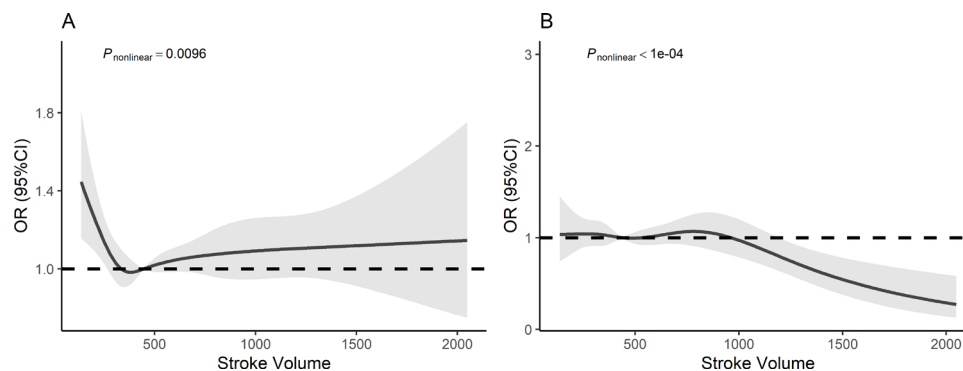 A
P nonlinear = 0.0096
OR (95%CI)
1.8
1.4
1.0
500
1000
1500
2000
Stroke Volume
B
P nonlinear < 1e-04
OR (95%CI)
3
2
1
0
500
1000
1500
2000
Stroke Volume